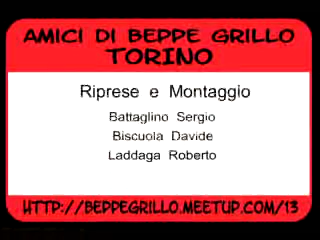 AMICI DI BEPPE GRILLO
TORINO
Riprese e Montaggio
Battaglino Sergio
Biscuola Davide
Laddaga Roberto
HTTP://BEPPEGRILLO.MEETUP.COM/13